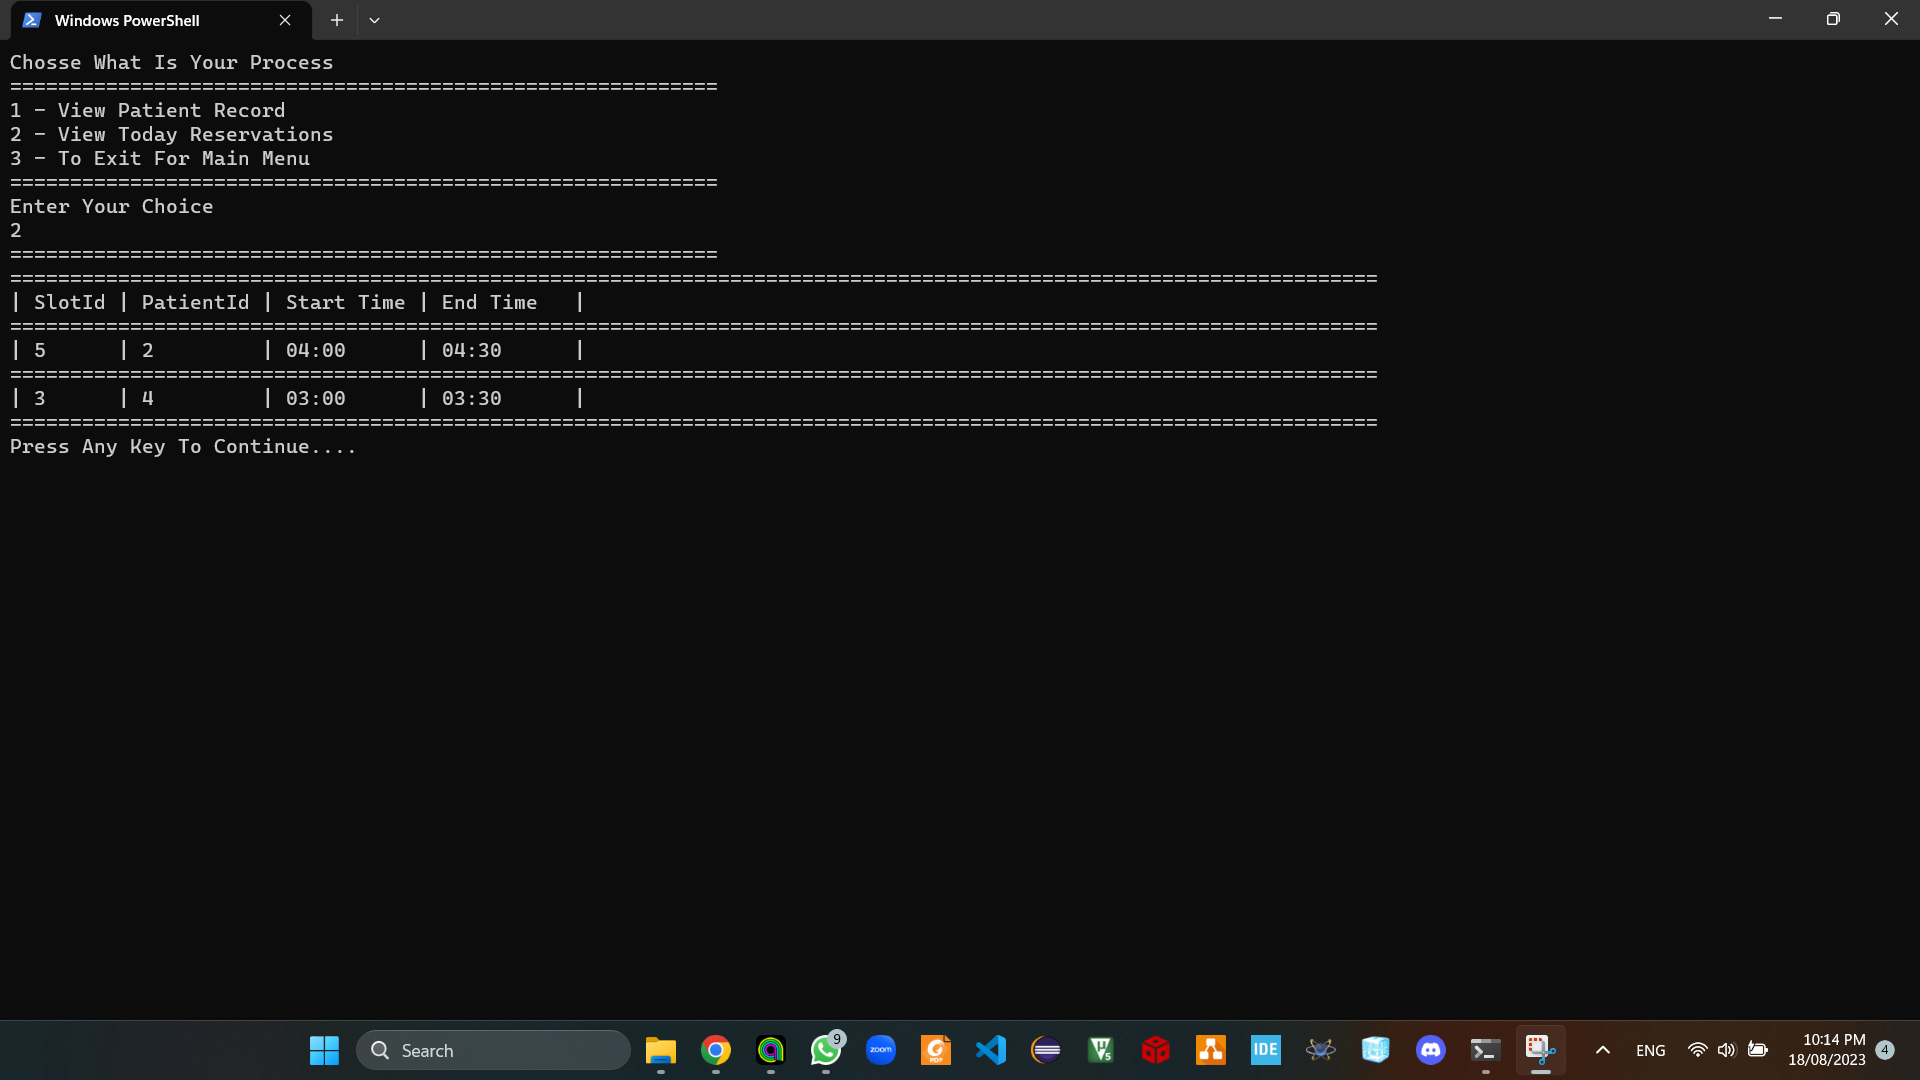 Windows PowerShell
Chosse What Is Your Process
===========================================================
1 - View Patient Record
2 - View Today Reservations
3 - To Exit For Main Menu
===========================================================
Enter Your Choice
2
===========================================================
==================================================================================================================
| SlotId | PatientId | Start Time | End Time   |
==================================================================================================================
| 5      | 2         | 04:00      | 04:30      |
==================================================================================================================
| 3      | 4         | 03:00      | 03:30      |
==================================================================================================================
Press Any Key To Continue....
Search
9
zoom
PDF
5
IDE
ENG
10:14 PM
18/08/2023
4